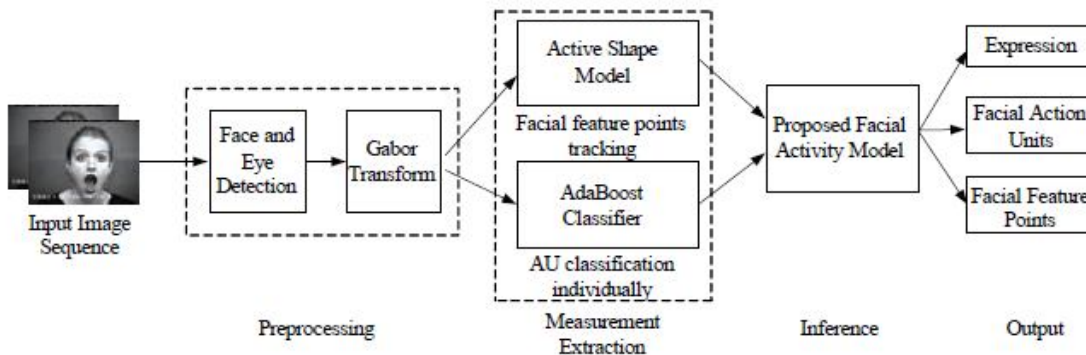 Input Image
Sequence
Face and
Eye
Detection
Gabor
Transform
Preprocessing
Active Shape
Model
Facial feature points
tracking
AdaBoost
Classifier
AU classification
individually
Measurement
Extraction
Proposed Facial
Activity Model
Inference
Expression
Facial Action
Units
Facial Feature
Points
Output